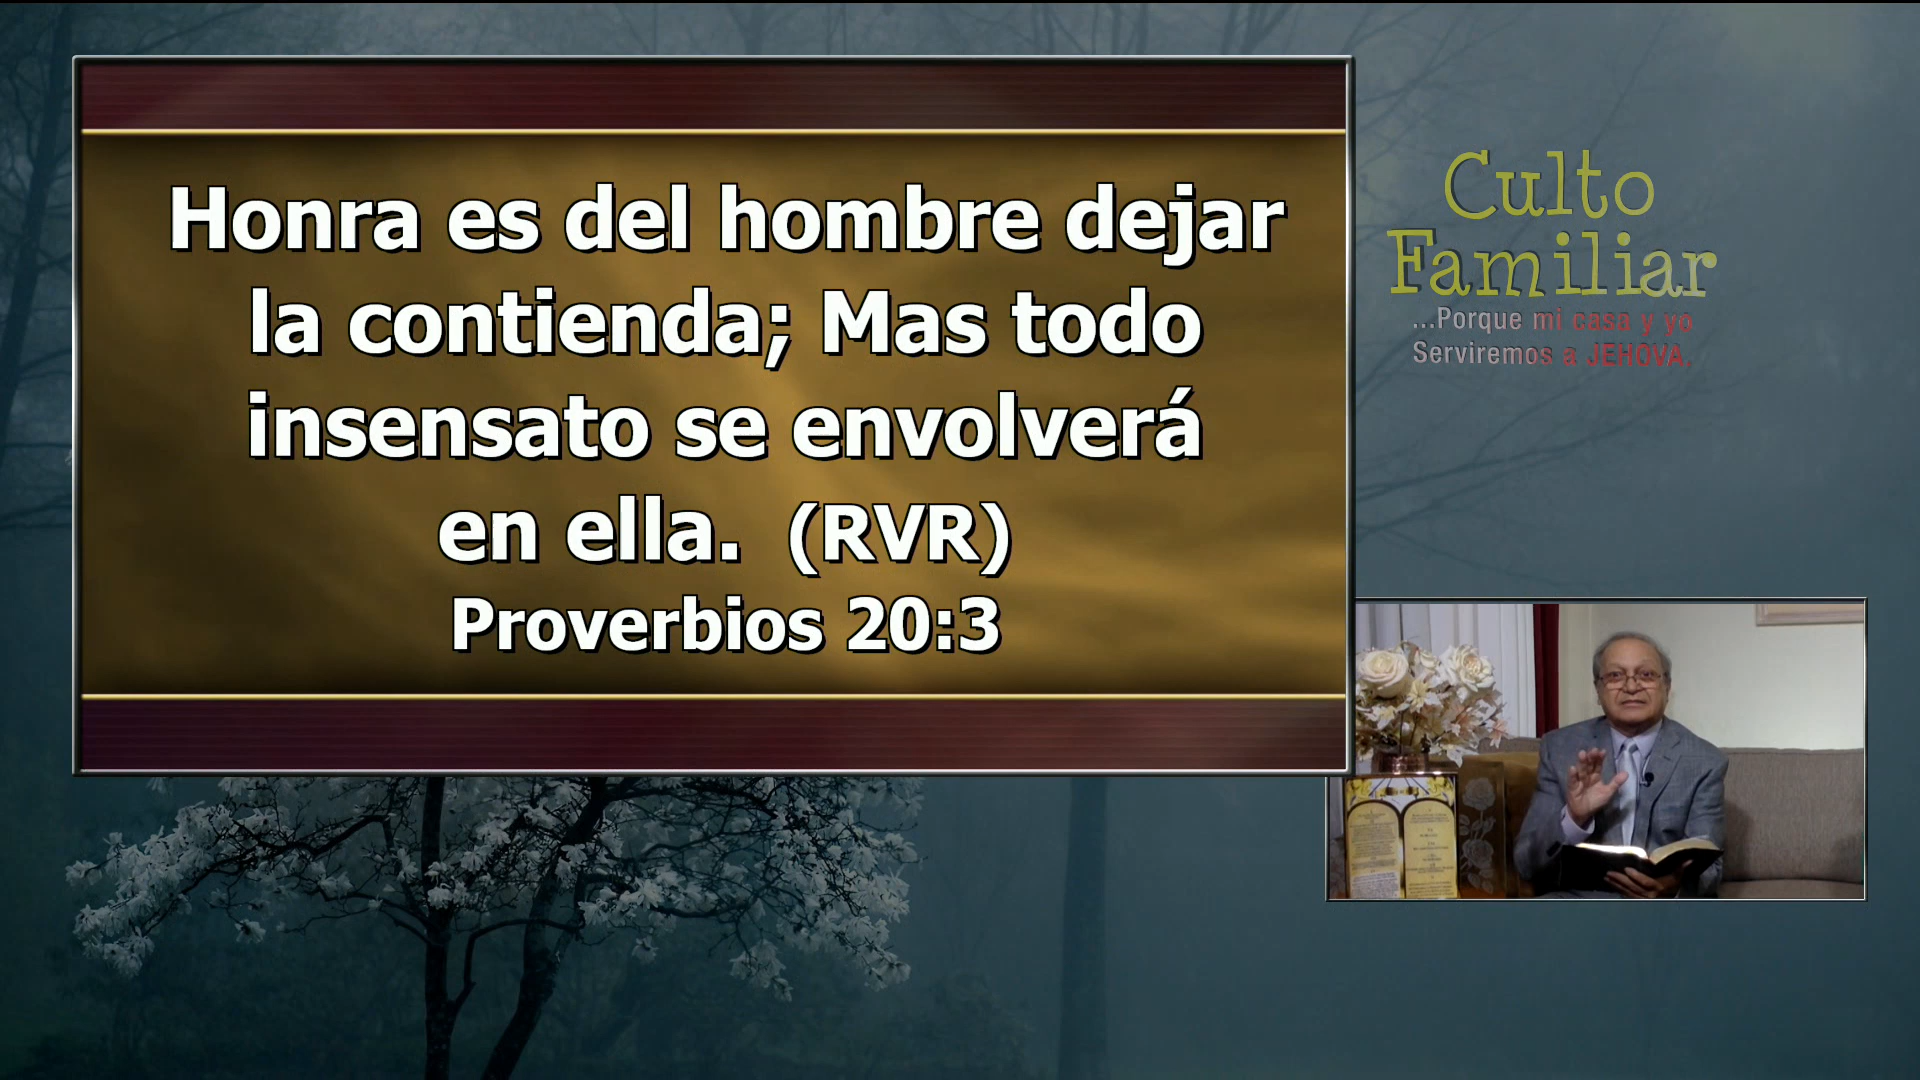 Honra es del hombre dejar
la contienda; Mas todo
insensato se envolverá
en ella. (RVR)
Proverbios 20:3
Culto
Familiar
...Porque mi casa y yo
Serviremos a JEHOVA.